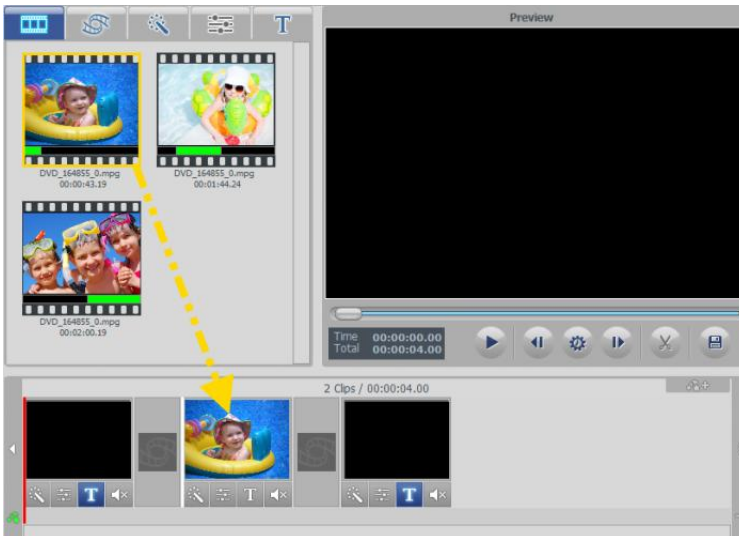 T
Preview
DVD_164855_0.mpg
00:00:43.19
DVD_164855_0.mpg
00:01:44.24
DVD_164855_0.mpg
00:02:00.19
Time 00:00:00.00
Total 00:00:04.00
2 Clips / 00:00:04.00
T
T
T